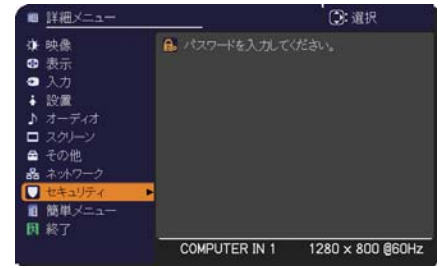 詳細メニュー
:選択
映像
表示
入力
設置
オーディオ
スクリーン
その他
ネットワーク
セキュリティ
簡単メニュー
終了
パスワードを入力してください。
COMPUTER IN 1 1280 × 800 @60Hz